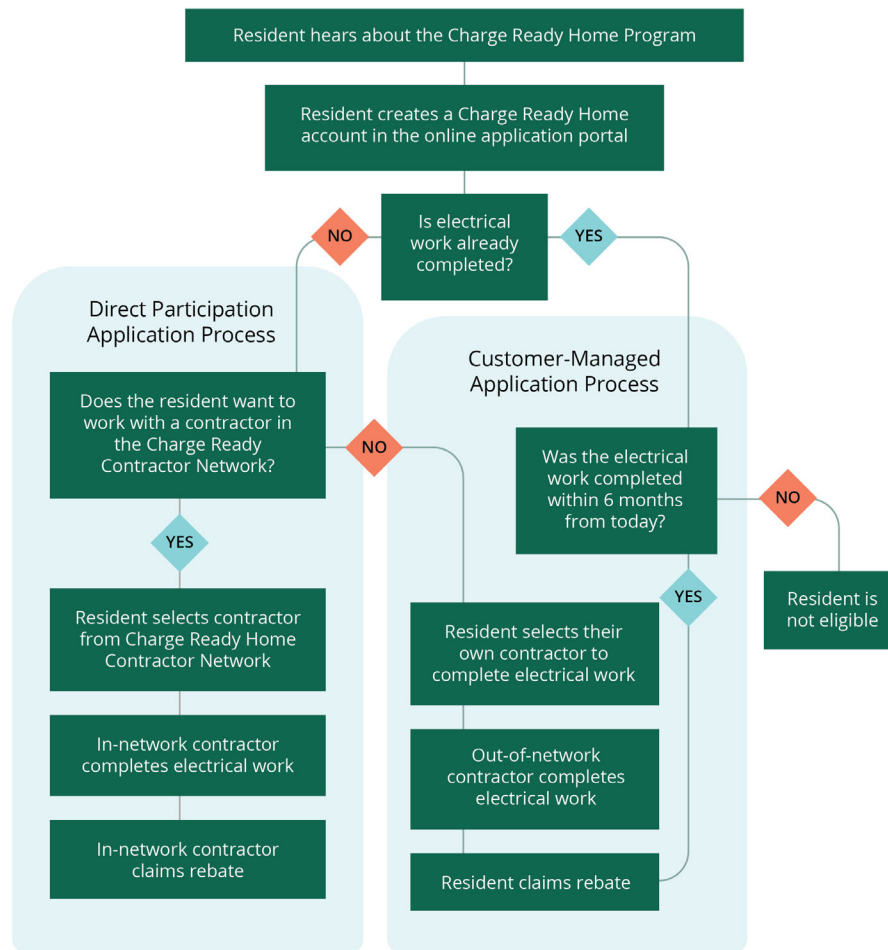 Resident hears about the Charge Ready Home Program
Resident creates a Charge Ready Home
account in the online application portal
Is electrical
work already
completed?
NO
YES
Direct Participation
Application Process
Does the resident want to
work with a contractor in
the Charge Ready
Contractor Network?
NO
YES
Resident selects contractor
from Charge Ready Home
Contractor Network
In-network contractor
completes electrical work
In-network contractor
claims rebate
Customer-Managed
Application Process
Was the electrical
work completed
within 6 months
from today?
NO
YES
Resident is
not eligible
Resident selects their
own contractor to
complete electrical work
Out-of-network
contractor completes
electrical work
Resident claims rebate